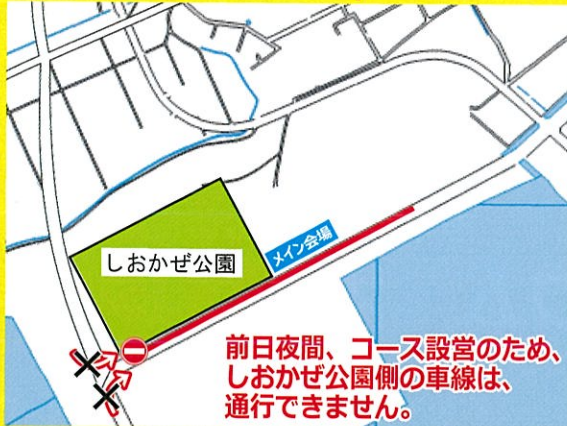 しおかぜ公園
メイン会場
前日夜間、コース設営のため、
しおかぜ公園側の車線は、
通行できません。